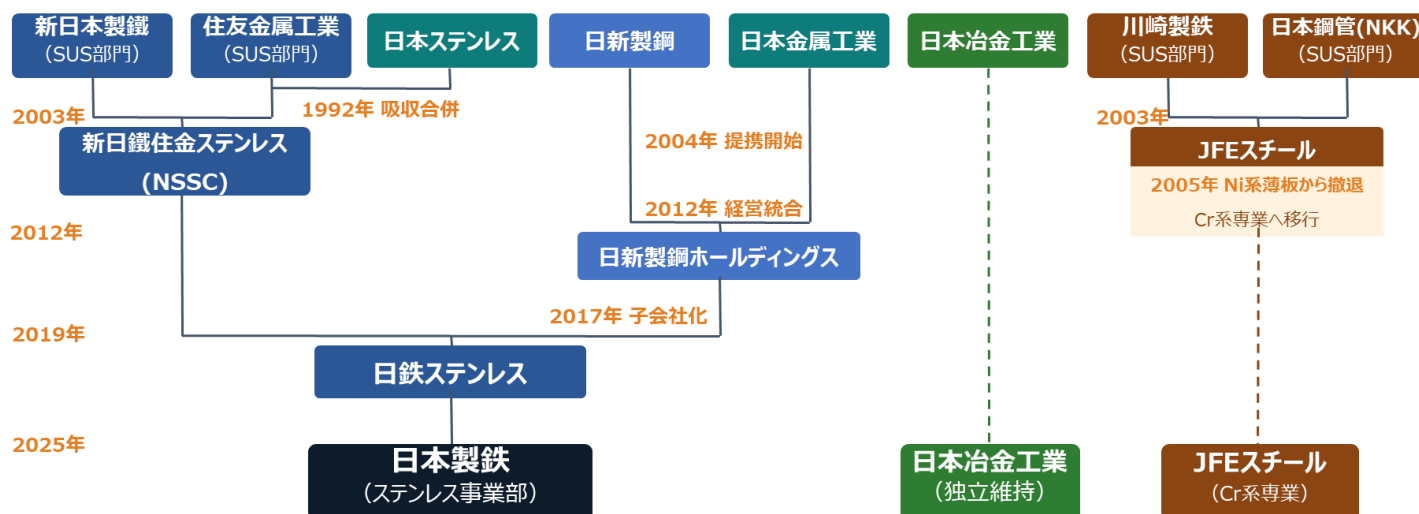 新日本製鐵
(SUS部門)
住友金属工業
(SUS部門)
日本ステンレス
日新製鋼
日本金属工業
日本冶金工業
川崎製鉄
(SUS部門)
日本鋼管(NKK)
(SUS部門)
2003年
1992年 吸収合併
2004年 提携開始
2003年
新日鐵住金ステンレス
(NSSC)
JFEスチール
2005年 Ni系薄板から撤退
Cr系専業へ移行
2012年 経営統合
2012年
日新製鋼ホールディングス
2017年 子会社化
2019年
日鉄ステンレス
2025年
日本製鉄
(ステンレス事業部)
日本冶金工業
(独立維持)
JFEスチール
(Cr系専業)